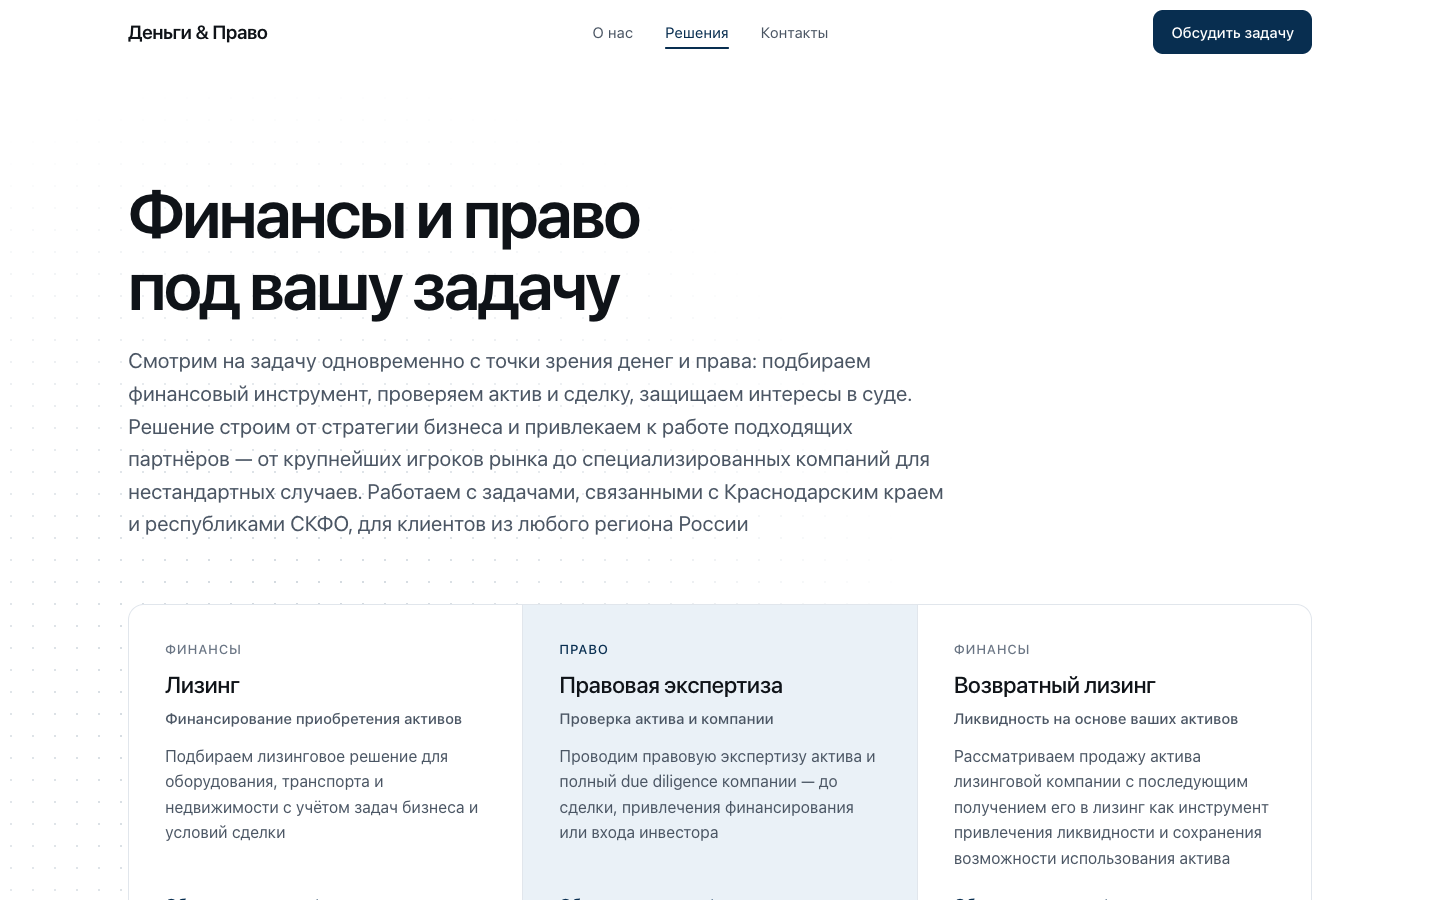 Деньги & Право
О нас
Решения
Контакты
Обсудить задачу
Финансы и право
под вашу задачу
Смотрим на задачу одновременно с точки зрения денег и права: подбираем
финансовый инструмент, проверяем актив и сделку, защищаем интересы в суде.
Решение строим от стратегии бизнеса и привлекаем к работе подходящих
партнёров — от крупнейших игроков рынка до специализированных компаний для
нестандартных случаев. Работаем с задачами, связанными с Краснодарским краем
и республиками СКФО, для клиентов из любого региона России
ФИНАНСЫ
Лизинг
Финансирование приобретения активов
Подбираем лизинговое решение для
оборудования, транспорта и
недвижимости с учётом задач бизнеса и
условий сделки
ПРАВО
Правовая экспертиза
Проверка актива и компании
Проводим правовую экспертизу актива и
полный due diligence компании — до
сделки, привлечения финансирования
или входа инвестора
ФИНАНСЫ
Возвратный лизинг
Ликвидность на основе ваших активов
Рассматриваем продажу актива
лизинговой компании с последующим
получением его в лизинг как инструмент
привлечения ликвидности и сохранения
возможности использования актива